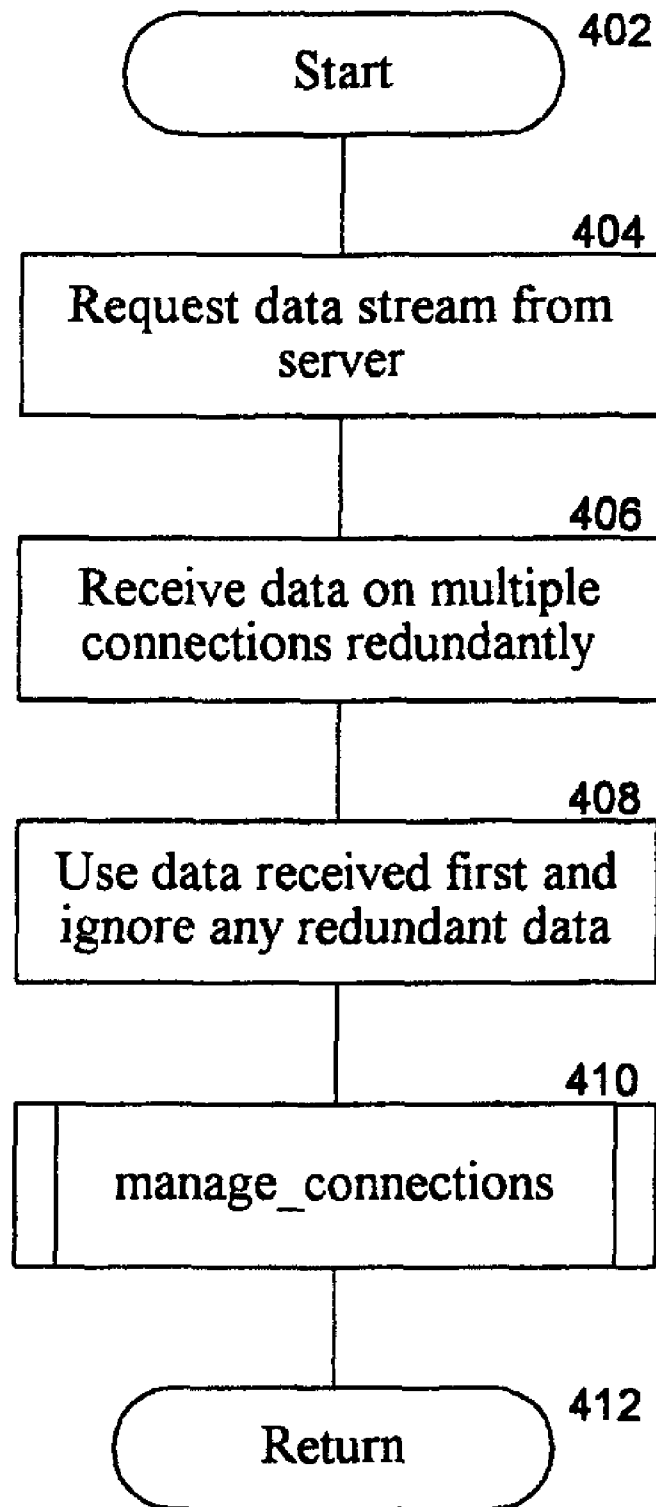 402
Start
404
Request data stream from
server
406
Receive data on multiple
connections redundantly
408
Use data received first and
ignore any redundant data
410
manage_connections
412
Return